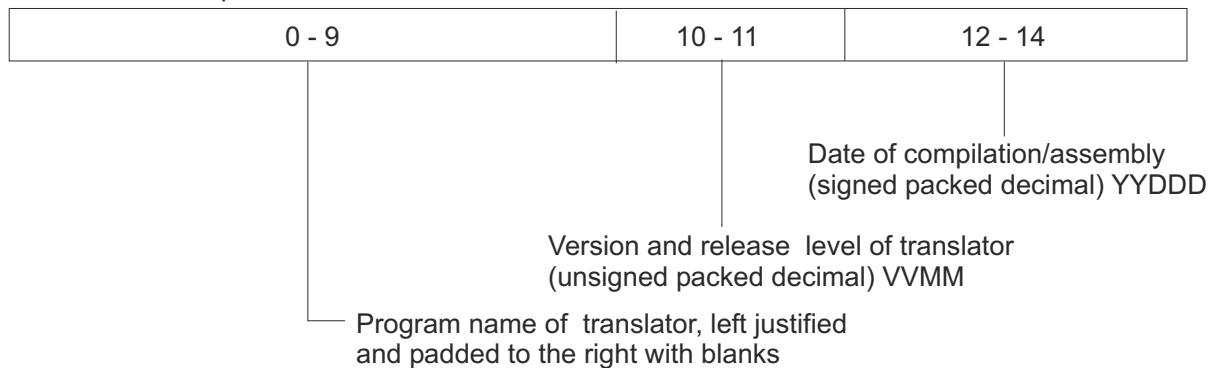 0 - 9 10 - 11 12 - 14
Date of compilation/assembly
(signed packed decimal) YYDDD
Version and release level of translator
(unsigned packed decimal) VVMM
Program name of translator, left justified
and padded to the right with blanks